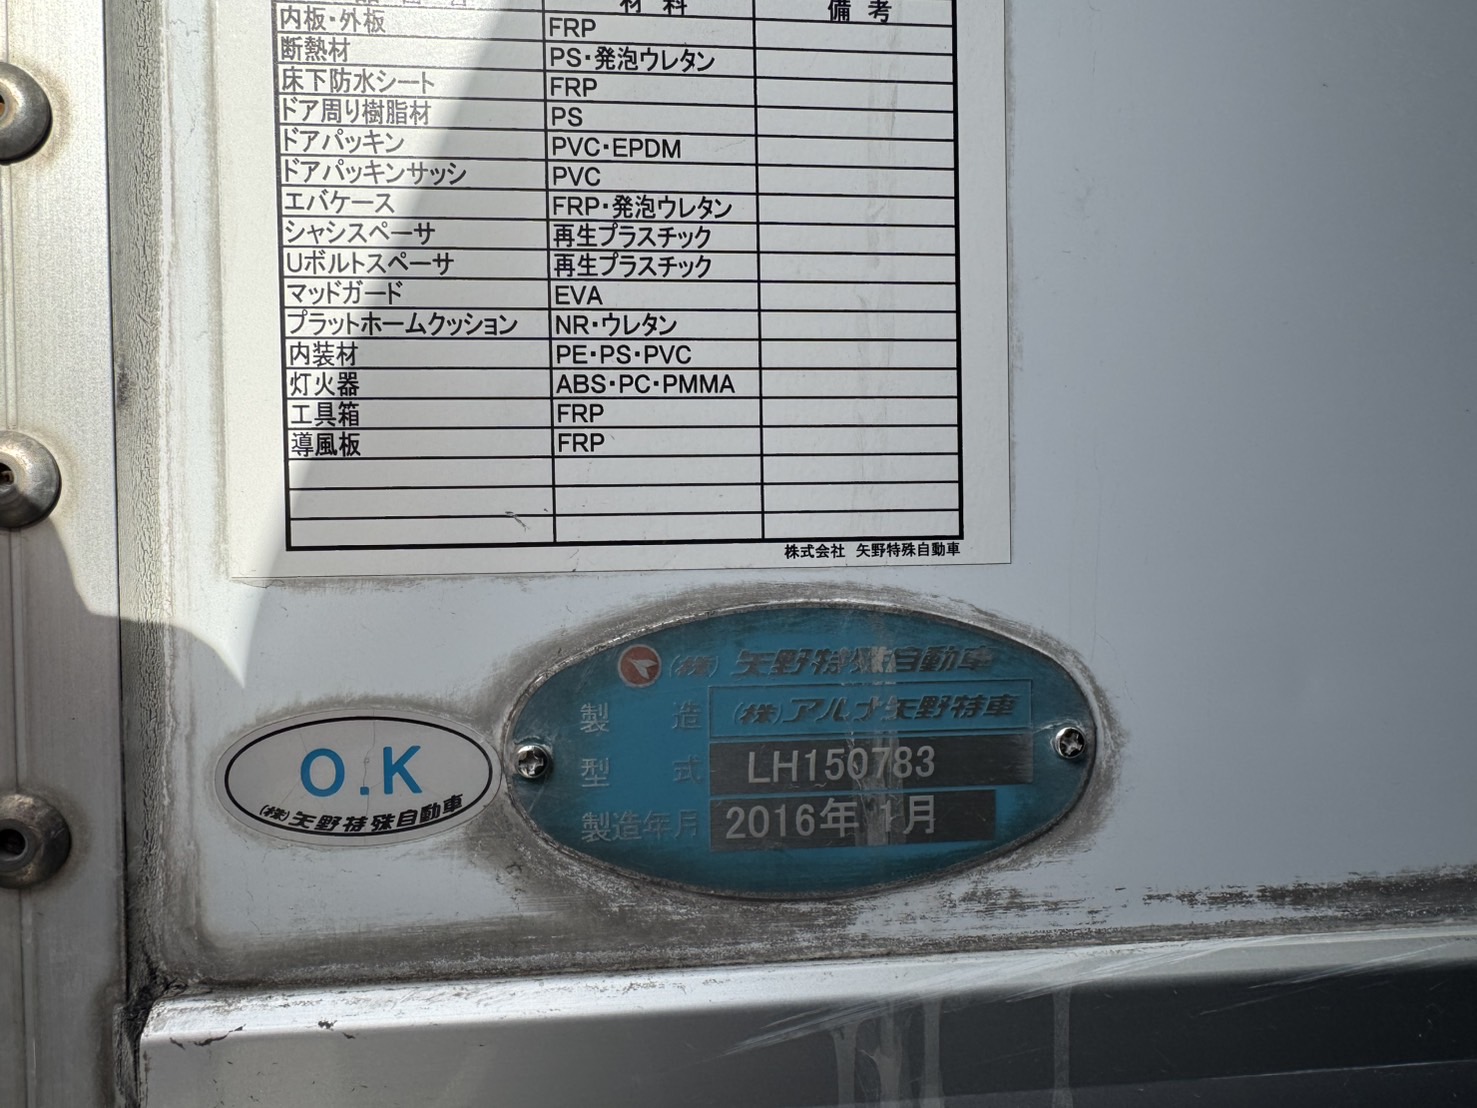 材 料 備 考
内板・外板 FRP
断熱材 PS・発泡ウレタン
床下防水シート FRP
ドア周り樹脂材 PS
ドアパッキン PVC・EPDM
ドアパッキンサッシ PVC
エバケース FRP・発泡ウレタン
シャシスペーサ 再生プラスチック
Uボルトスペーサ 再生プラスチック
マッドガード EVA
プラットホームクッション NR・ウレタン
内装材 PE・PS・PVC
灯火器 ABS・PC・PMMA
工具箱 FRP
導風板 FRP
株式会社 矢野特殊自動車
(株) 矢野特殊自動車
製 造 (株)アルナ矢野特車
型 式 LH150783
製造年月 2016年 1月
O.K
(株)矢野特殊自動車